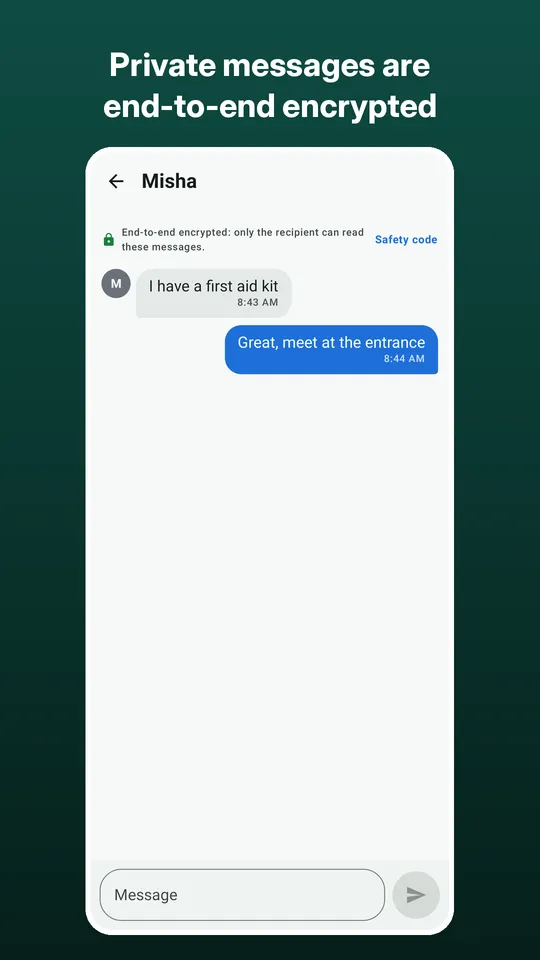 Private messages are
end-to-end encrypted
Misha
End-to-end encrypted: only the recipient can read
these messages.
Safety code
M
I have a first aid kit
8:43 AM
Great, meet at the entrance
8:44 AM
Message